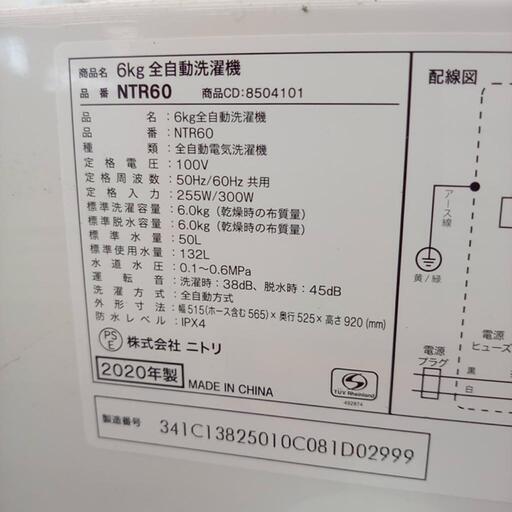 商品名 6kg 全自動洗濯機
品番 NTR60 商品CD:8504101
品名:6kg全自動洗濯機
品番:NTR60
種類:全自動電気洗濯機
定格電圧:100V
定格周波数:50Hz/60Hz 共用
定格入力:255W/300W
標準洗濯容量:6.0kg (乾燥時の布質量)
標準脱水容量:6.0kg (乾燥時の布質量)
標準水量:50L
標準使用水量:132L
水道水圧:0.1〜0.6MPa
運転音:洗濯時:38dB、脱水時:45dB
洗濯方式:全自動方式
外形寸法:幅515(ホース含む565)×奥行525×高さ920(mm)
防水レベル:IPX4
PSE 株式会社 ニトリ
2020年製 MADE IN CHINA
TÜV Rheinland
製造番号 341C13825010C081D02999
配線図
アース線
黄/緑
電源プラグ
電源ヒューズ
黒
白